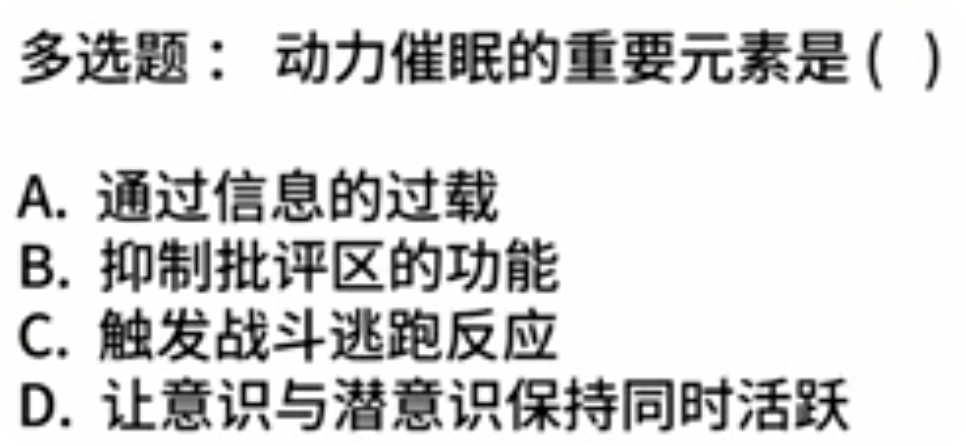 多选题： 动力催眠的重要元素是( )
A. 通过信息的过载
B. 抑制批评区的功能
C. 触发战斗逃跑反应
D. 让意识与潜意识保持同时活跃